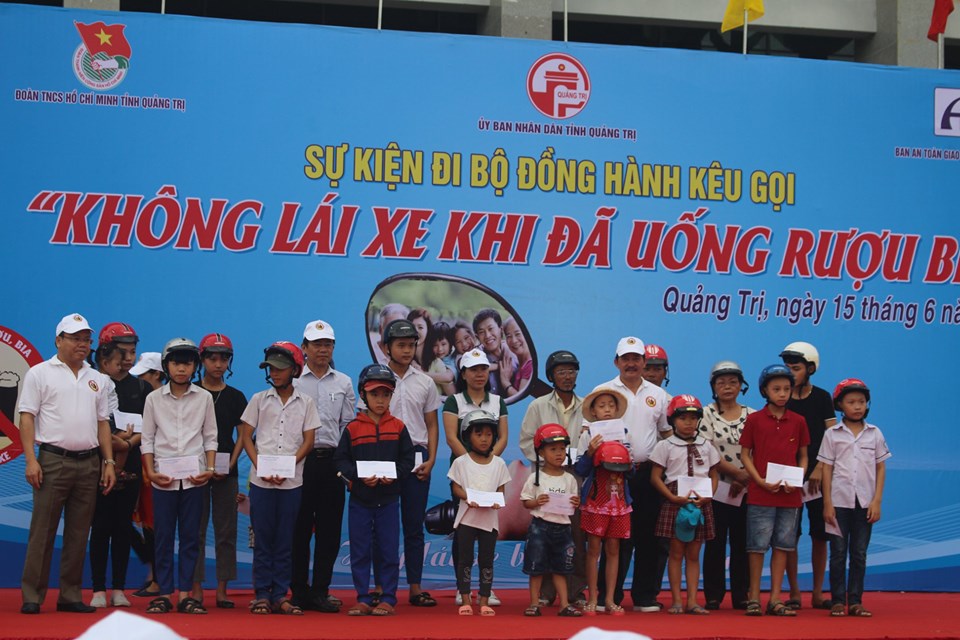 ĐOÀN TNCS HỒ CHÍ MINH TỈNH QUẢNG TRỊ
QUẢNG TRỊ
ỦY BAN NHÂN DÂN TỈNH QUẢNG TRỊ
BAN AN TOÀN GIAO
SỰ KIỆN ĐI BỘ ĐỒNG HÀNH KÊU GỌI
"KHÔNG LÁI XE KHI ĐÃ UỐNG RƯỢU B
Quảng Trị, ngày 15 tháng 6 nă
U, BIA
XE